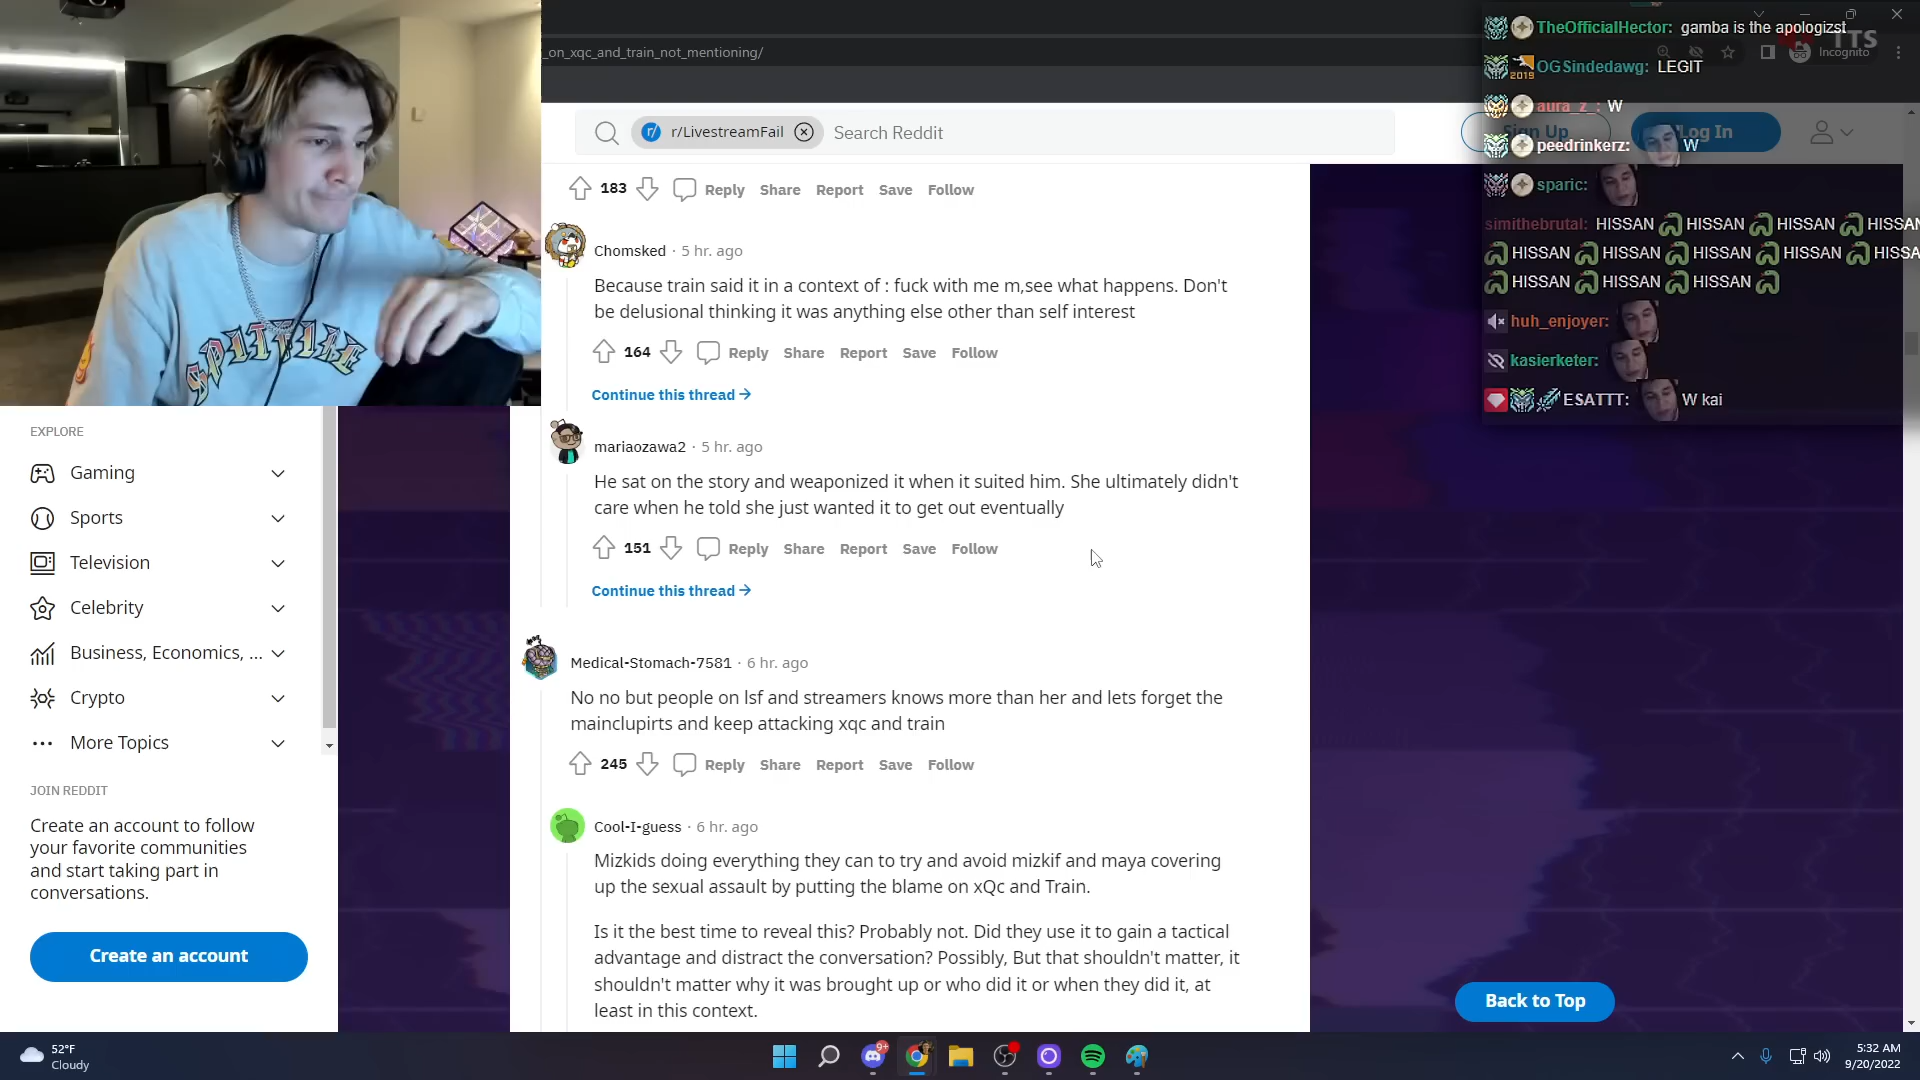 _on_xqc_and_train_not_mentioning/
Incognito
TTS
r/LivestreamFail
Search Reddit
Sign Up
Log In
183
Reply Share Report Save Follow
Chomsked · 5 hr. ago
Because train said it in a context of : fuck with me m,see what happens. Don't
be delusional thinking it was anything else other than self interest
164 Reply Share Report Save Follow
Continue this thread →
mariaozawa2 · 5 hr. ago
He sat on the story and weaponized it when it suited him. She ultimately didn't
care when he told she just wanted it to get out eventually
151 Reply Share Report Save Follow
Continue this thread →
Medical-Stomach-7581 · 6 hr. ago
No no but people on lsf and streamers knows more than her and lets forget the
mainclupirts and keep attacking xqc and train
245 Reply Share Report Save Follow
Cool-I-guess · 6 hr. ago
Mizkids doing everything they can to try and avoid mizkif and maya covering
up the sexual assault by putting the blame on xQc and Train.
Is it the best time to reveal this? Probably not. Did they use it to gain a tactical
advantage and distract the conversation? Possibly, But that shouldn't matter, it
shouldn't matter why it was brought up or who did it or when they did it, at
least in this context.
Back to Top
TheOfficialHector: gamba is the apologizst
2019 OGSindedawg: LEGIT
aura_z_: W
peedrinkerz: W
sparic:
simithebrutal: HISSAN HISSAN HISSAN HISSAN
HISSAN HISSAN HISSAN HISSAN HISSA
HISSAN HISSAN HISSAN
huh_enjoyer:
kasierketer:
ESATTT: W kai
SPITFIRE
EXPLORE
Gaming
Sports
Television
Celebrity
Business, Economics, ...
Crypto
More Topics
JOIN REDDIT
Create an account to follow
your favorite communities
and start taking part in
conversations.
Create an account
52°F
Cloudy
9+
5:32 AM
9/20/2022